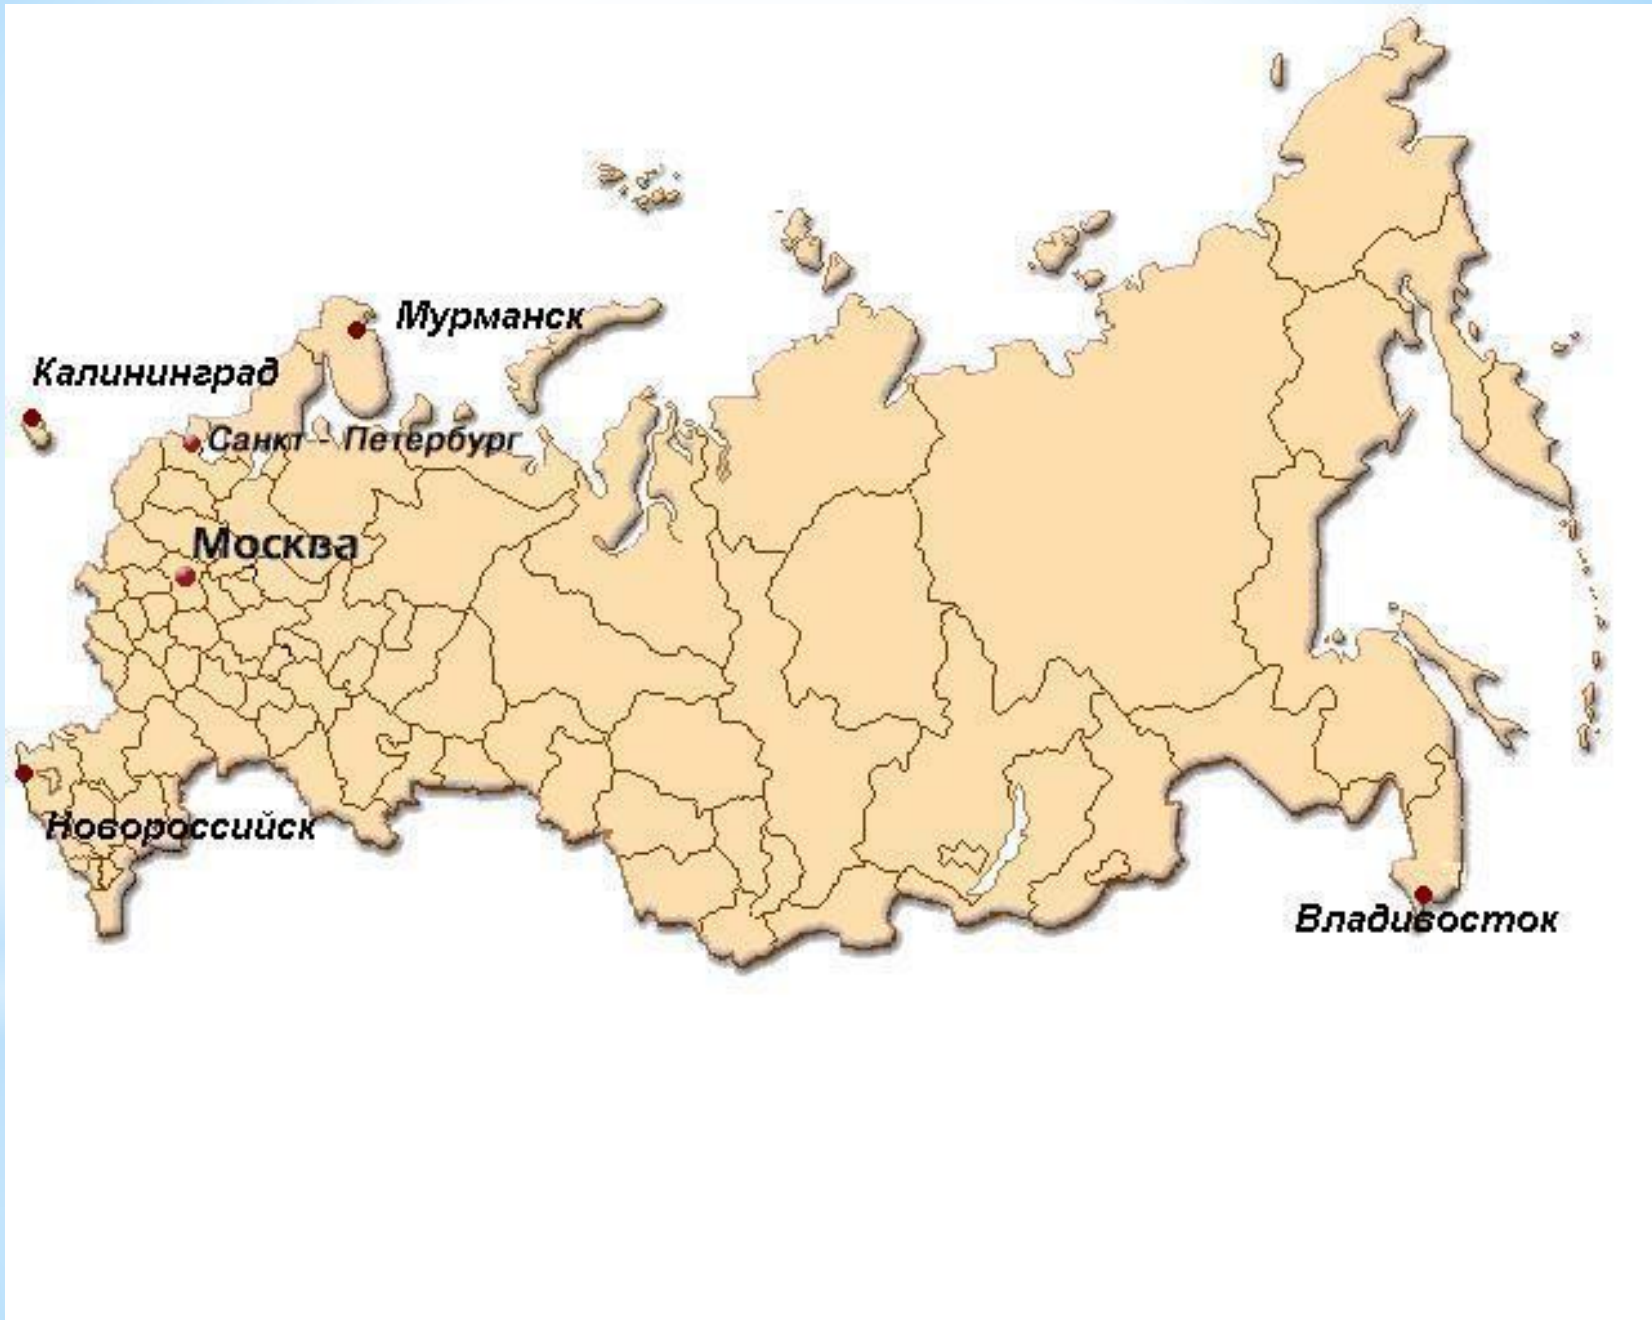 Мурманск
Калининград
Санкт - Петербург
Москва
Новороссийск
Владивосток